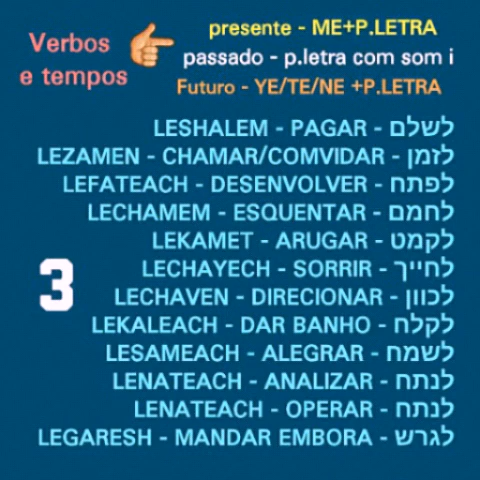 Verbos
e tempos
presente - ME+P.LETRA
passado - p.letra com som i
Futuro - YE/TE/NE +P.LETRA
LESHALEM - PAGAR - לשלם
LEZAMEN - CHAMAR/COMVIDAR - לזמן
LEFATEACH - DESENVOLVER - לפתח
LECHAMEM - ESQUENTAR - לחמם
LEKAMET - ARUGAR - לקמט
LECHAYECH - SORRIR - לחייך
LECHAVEN - DIRECIONAR - לכוון
LEKALEACH - DAR BANHO - לקלח
LESAMEACH - ALEGRAR - לשמח
LENATEACH - ANALIZAR - לנתח
LENATEACH - OPERAR - לנתח
LEGARESH - MANDAR EMBORA - לגרש
3